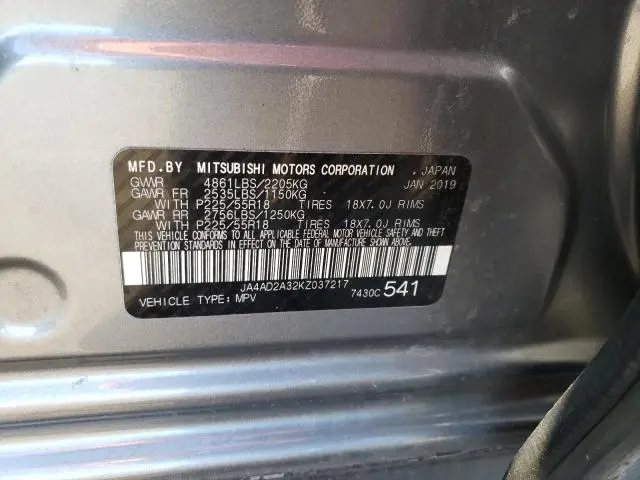 MFD.BY MITSUBISHI MOTORS CORPORATION , JAPAN
GVWR 4861LBS/2205KG JAN 2019
GAWR FR 2535LBS/1150KG
WITH P225/55R18 TIRES 18X7.0J RIMS
GAWR RR 2756LBS/1250KG
WITH P225/55R18 TIRES 18X7.0J RIMS
THIS VEHICLE CONFORMS TO ALL APPLICABLE FEDERAL MOTOR VEHICLE SAFETY AND THEFT
PREVENTION STANDARDS IN EFFECT ON THE DATE OF MANUFACTURE SHOWN ABOVE.
JA4AD2A32KZ037217
VEHICLE TYPE:MPV 7430C 541